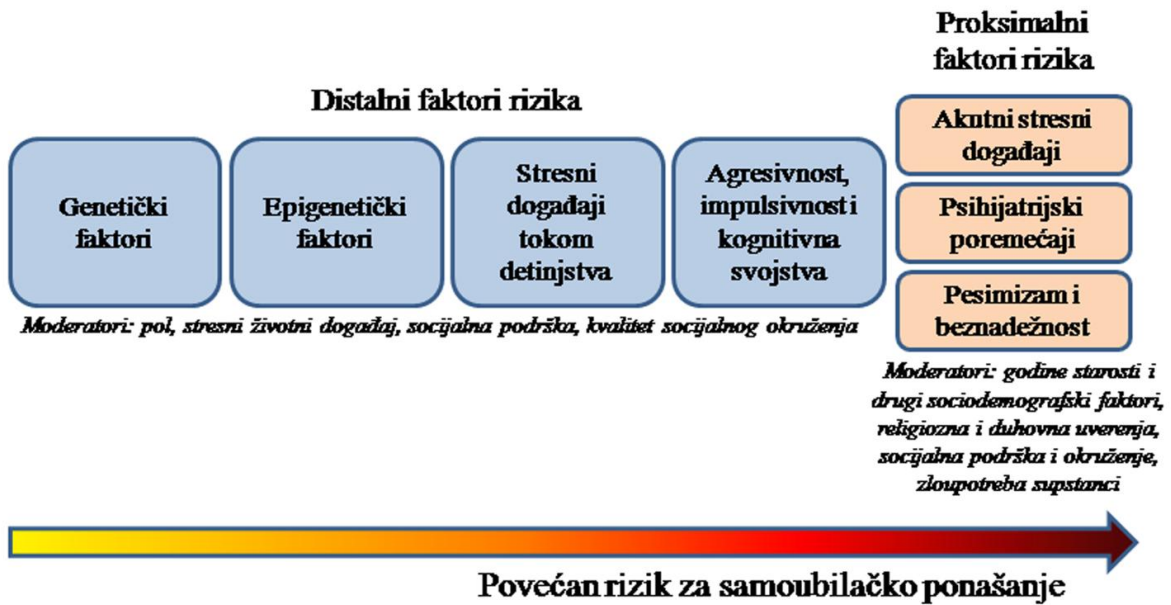 Proksimalni
faktori rizika
Distalni faktori rizika
Genetički
faktori
Epigenetički
faktori
Stresni
događaji
tokom
detinjstva
Agresivnost,
impulsivnost i
kognitivna
svojstva
Akutni stresni
događaji
Psihijatrijski
poremećaji
Pesimizam i
beznadežnost
Moderatori: pol, stresni životni događaj, socijalna podrška, kvalitet socijalnog okruženja
Moderatori: godine starosti i
drugi sociodemografski faktori,
religiozna i duhovna uverenja,
socijalna podrška i okruženje,
zloupotreba supstanci
Povećan rizik za samoubilačko ponašanje